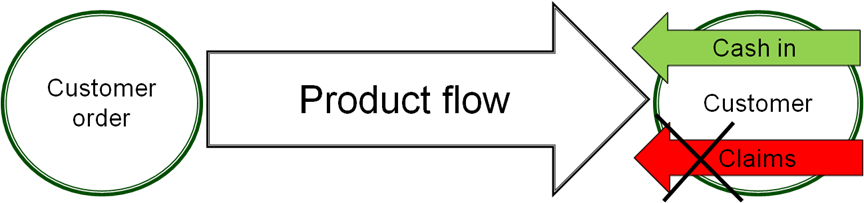 Customer
order
Product flow
Cash in
Customer
Claims